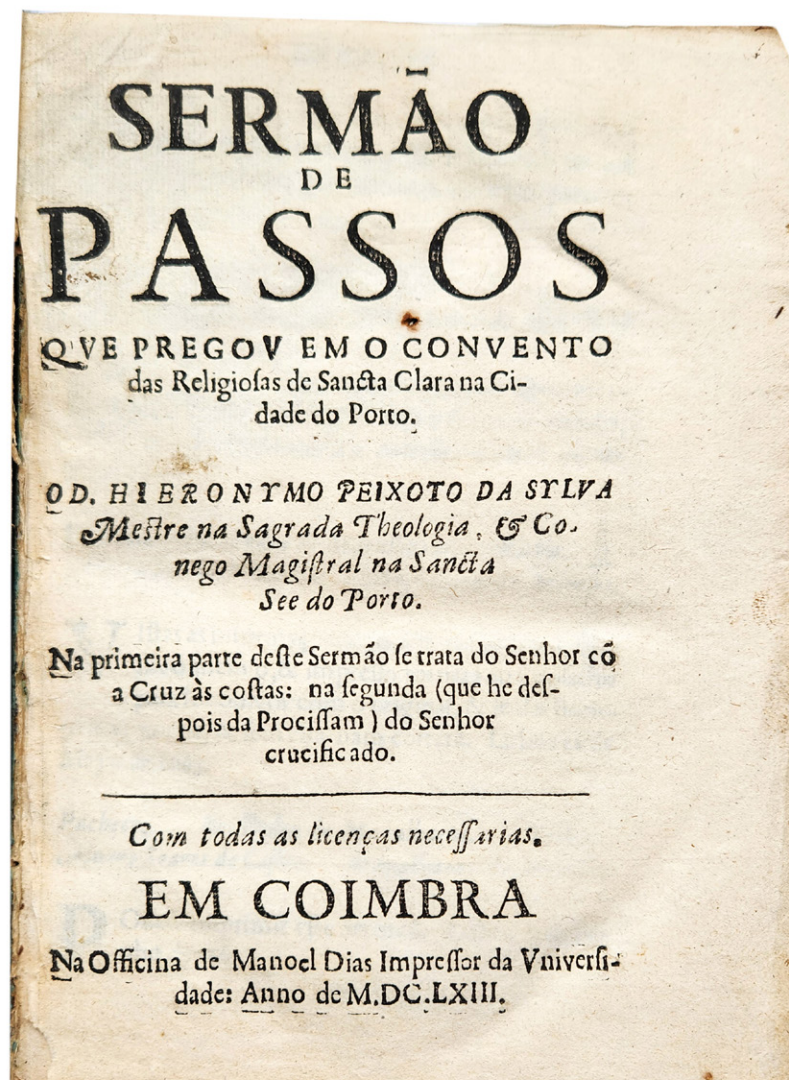 SERMÃO
DE
PASSOS
QVE PREGOV EM O CONVENTO
das Religioſas de Sancta Clara na Ci-
dade do Porto.
O D. HIERONYMO PEIXOTO DA SYLVA
Meſtre na Sagrada Theologia, & Co-
nego Magiſtral na Sancta
See do Porto.
Na primeira parte deſte Sermão ſe trata do Senhor cõ
a Cruz às coſtas: na ſegunda (que he deſ-
pois da Prociſſam) do Senhor
crucificado.
Com todas as licenças neceſſarias.
EM COIMBRA
Na Officina de Manoel Dias Impreſſor da Vniverſi-
dade: Anno de M.DC.LXIII.